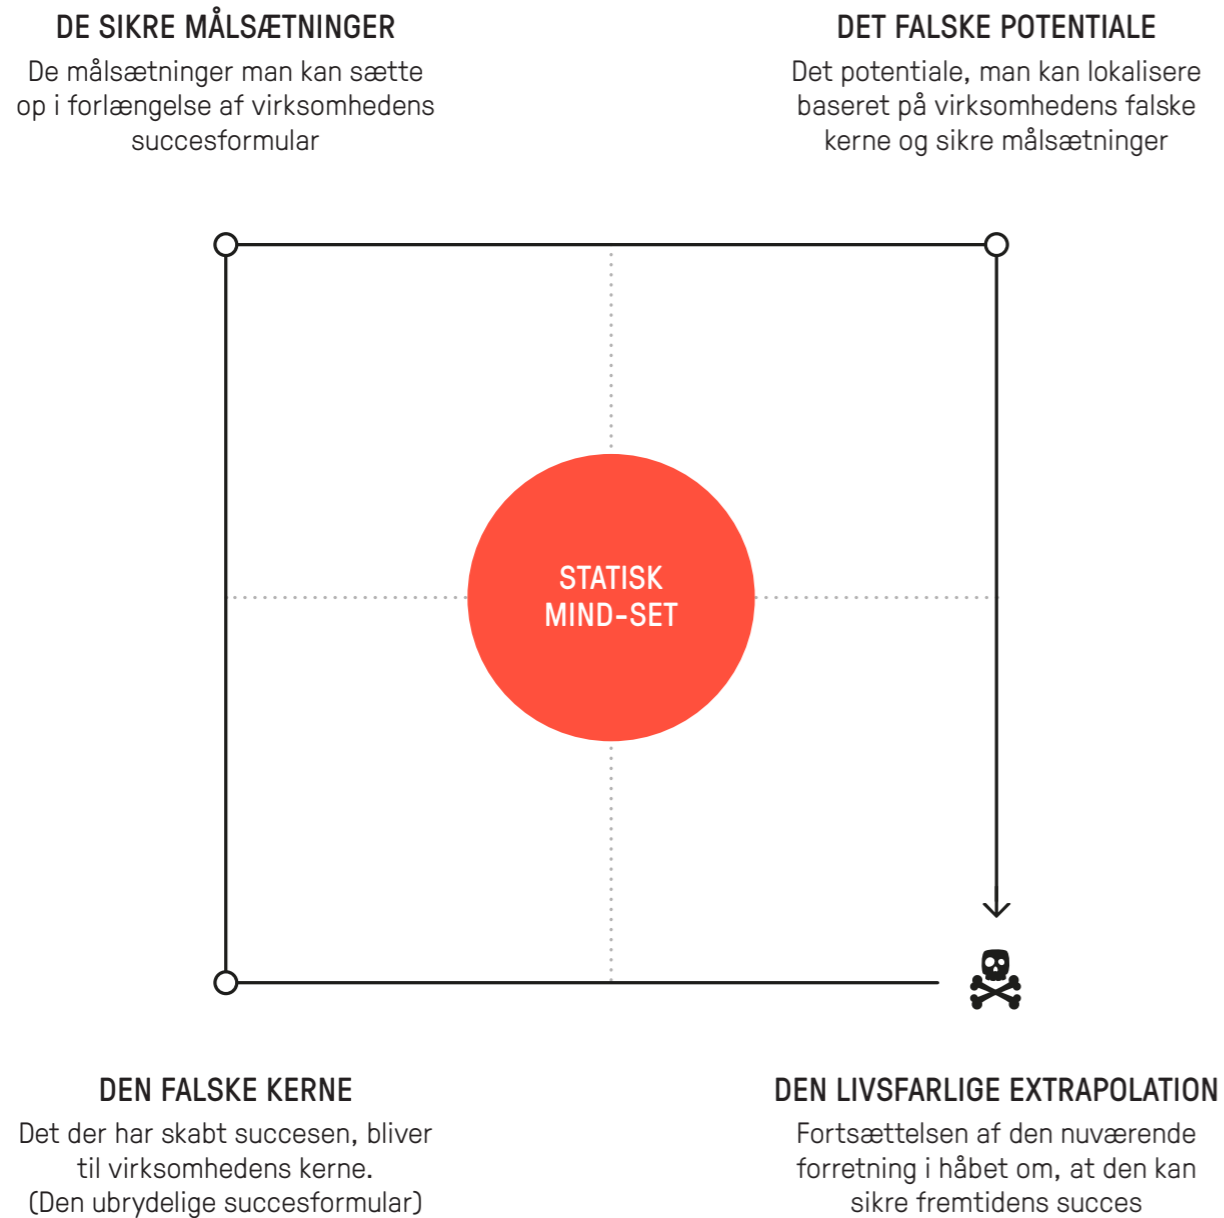 DE SIKRE MÅLSÆTNINGER
De målsætninger man kan sætte
op i forlængelse af virksomhedens
succesformular
DET FALSKE POTENTIALE
Det potentiale, man kan lokalisere
baseret på virksomhedens falske
kerne og sikre målsætninger
STATISK
MIND-SET
DEN FALSKE KERNE
Det der har skabt succesen, bliver
til virksomhedens kerne.
(Den ubrydelige succesformular)
DEN LIVSFARLIGE EXTRAPOLATION
Fortsættelsen af den nuværende
forretning i håbet om, at den kan
sikre fremtidens succes